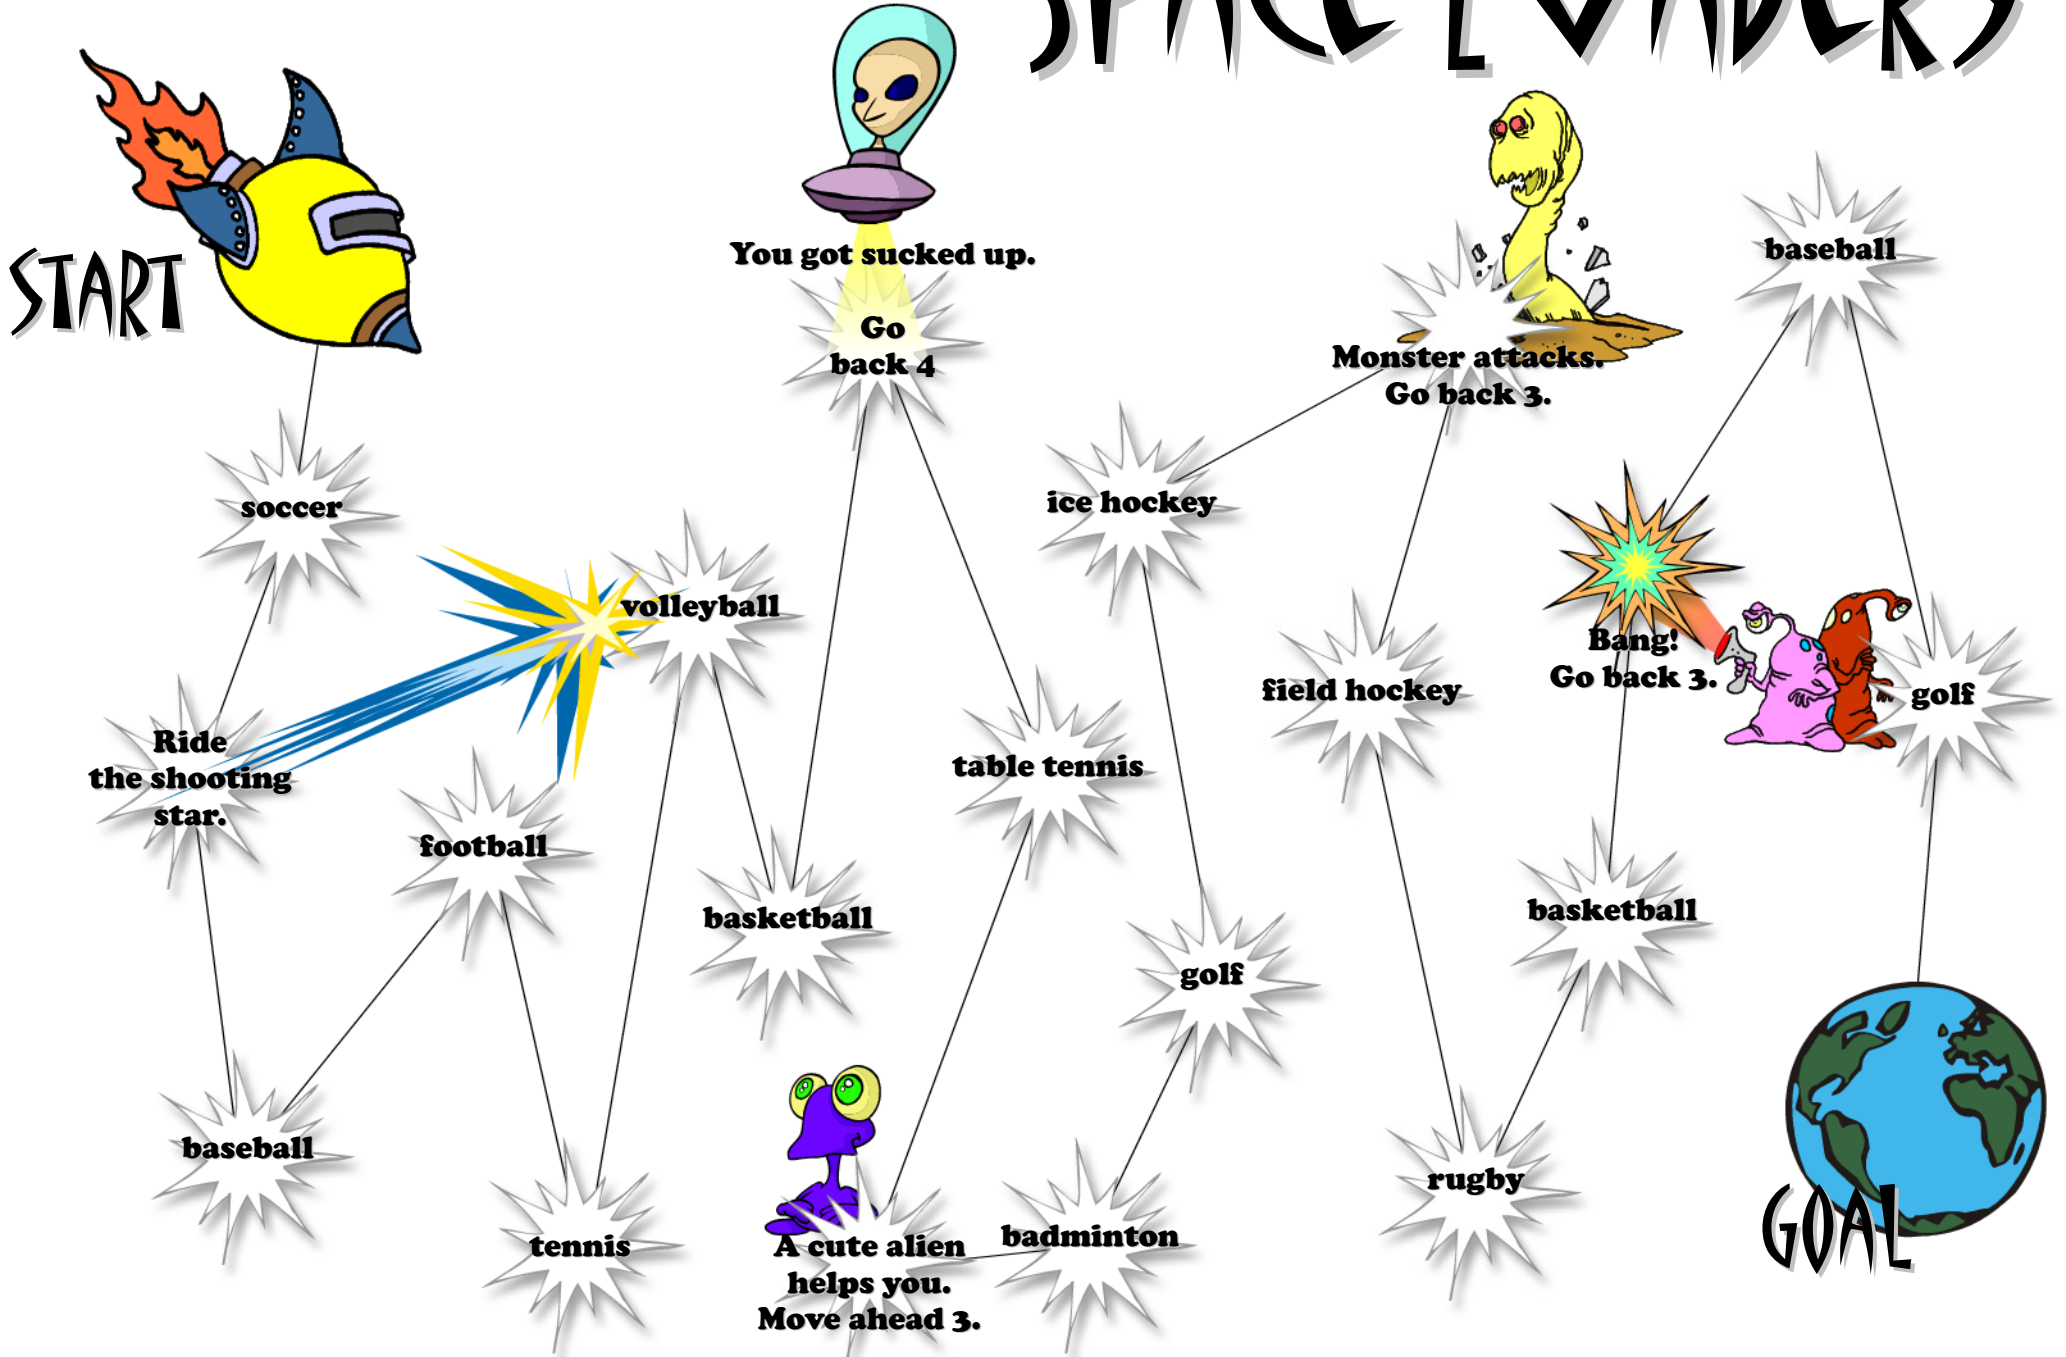 SPACE
START
You got sucked up.
Go
back 4
baseball
Monster attacks.
Go back 3.
soccer
ice hockey
volleyball
Bang!
Go back 3.
field hockey
golf
Ride
the shooting
star.
table tennis
football
basketball
basketball
golf
baseball
rugby
tennis
A cute alien
helps you.
Move ahead 3.
badminton
GOAL